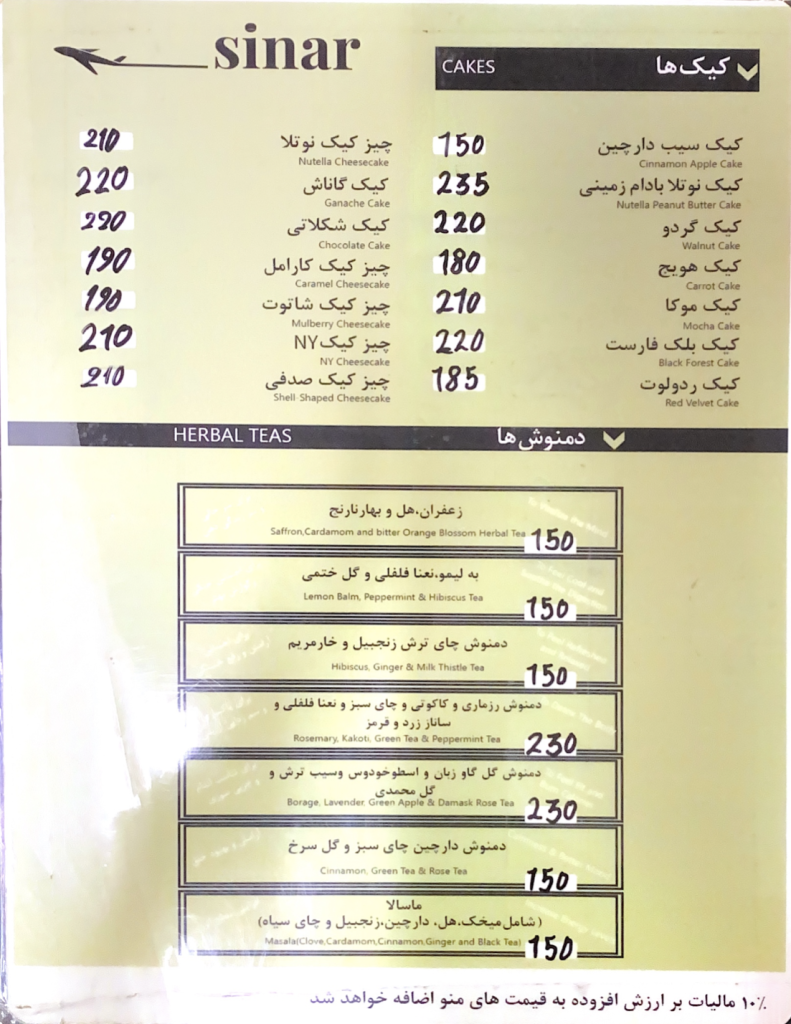 sinar
کیک‌ها CAKES
کیک سیب دارچین 150
Cinnamon Apple Cake
کیک نوتلا بادام زمینی 235
Nutella Peanut Butter Cake
کیک گردو 220
Walnut Cake
کیک هویج 180
Carrot Cake
کیک موکا 210
Mocha Cake
کیک بلک فارست 220
Black Forest Cake
کیک ردولوت 185
Red Velvet Cake
چیز کیک نوتلا 210
Nutella Cheesecake
کیک گاناش 220
Ganache Cake
کیک شکلاتی 220
Chocolate Cake
چیز کیک کارامل 190
Caramel Cheesecake
چیز کیک شاتوت 190
Mulberry Cheesecake
چیز کیک NY 210
NY Cheesecake
چیز کیک صدفی 210
Shell-Shaped Cheesecake
دمنوش‌ها HERBAL TEAS
زعفران،هل و بهارنارنج
Saffron,Cardamom and bitter Orange Blossom Herbal Tea 150
به لیمو،نعنا فلفلی و گل ختمی
Lemon Balm, Peppermint & Hibiscus Tea 150
دمنوش چای ترش زنجبیل و خارمریم
Hibiscus, Ginger & Milk Thistle Tea 150
دمنوش رزماری و کاکوتی و چای سبز و نعنا فلفلی و
ساناز زرد و قرمز
Rosemary, Kakoti, Green Tea & Peppermint Tea 230
دمنوش گل گاو زبان و اسطوخودوس وسیب ترش و
گل محمدی
Borage, Lavender, Green Apple & Damask Rose Tea 230
دمنوش دارچین چای سبز و گل سرخ
Cinnamon, Green Tea & Rose Tea 150
ماسالا
(شامل میخک،هل، دارچین،زنجبیل و چای سیاه)
Masala(Clove,Cardamom,Cinnamon,Ginger and Black Tea) 150
۱۰٪ مالیات بر ارزش افزوده به قیمت های منو اضافه خواهد شد